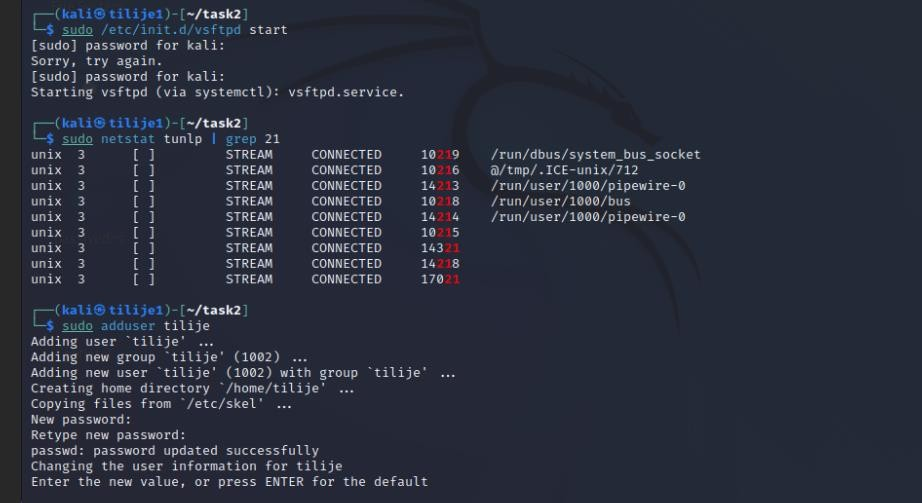 ┌──(kali㉿tilije1)-[~/task2]
└─$ sudo /etc/init.d/vsftpd start
[sudo] password for kali:
Sorry, try again.
[sudo] password for kali:
Starting vsftpd (via systemctl): vsftpd.service.
┌──(kali㉿tilije1)-[~/task2]
└─$ sudo netstat tunlp | grep 21
unix  3      [ ]         STREAM     CONNECTED     10219    /run/dbus/system_bus_socket
unix  3      [ ]         STREAM     CONNECTED     10216    @/tmp/.ICE-unix/712
unix  3      [ ]         STREAM     CONNECTED     14213    /run/user/1000/pipewire-0
unix  3      [ ]         STREAM     CONNECTED     10218    /run/user/1000/bus
unix  3      [ ]         STREAM     CONNECTED     14214    /run/user/1000/pipewire-0
unix  3      [ ]         STREAM     CONNECTED     10215
unix  3      [ ]         STREAM     CONNECTED     14321
unix  3      [ ]         STREAM     CONNECTED     14218
unix  3      [ ]         STREAM     CONNECTED     17021
┌──(kali㉿tilije1)-[~/task2]
└─$ sudo adduser tilije
Adding user `tilije' ...
Adding new group `tilije' (1002) ...
Adding new user `tilije' (1002) with group `tilije' ...
Creating home directory `/home/tilije' ...
Copying files from `/etc/skel' ...
New password:
Retype new password:
passwd: password updated successfully
Changing the user information for tilije
Enter the new value, or press ENTER for the default